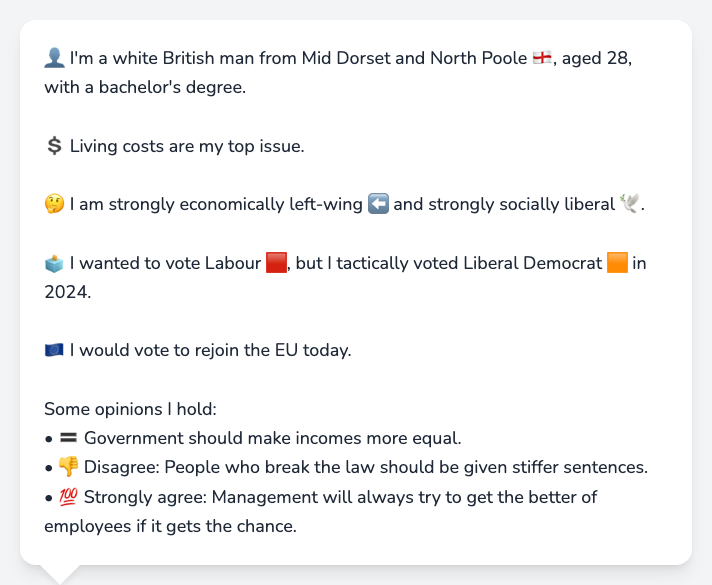 👤 I'm a white British man from Mid Dorset and North Poole 🏴󠁧󠁢󠁥󠁮󠁧󠁿, aged 28,
with a bachelor's degree.
💲 Living costs are my top issue.
🤔 I am strongly economically left-wing ⬅️ and strongly socially liberal 🕊️.
🗳️ I wanted to vote Labour 🟥, but I tactically voted Liberal Democrat 🟧 in
2024.
🇪🇺 I would vote to rejoin the EU today.
Some opinions I hold:
• 🟰 Government should make incomes more equal.
• 👎 Disagree: People who break the law should be given stiffer sentences.
• 💯 Strongly agree: Management will always try to get the better of
employees if it gets the chance.